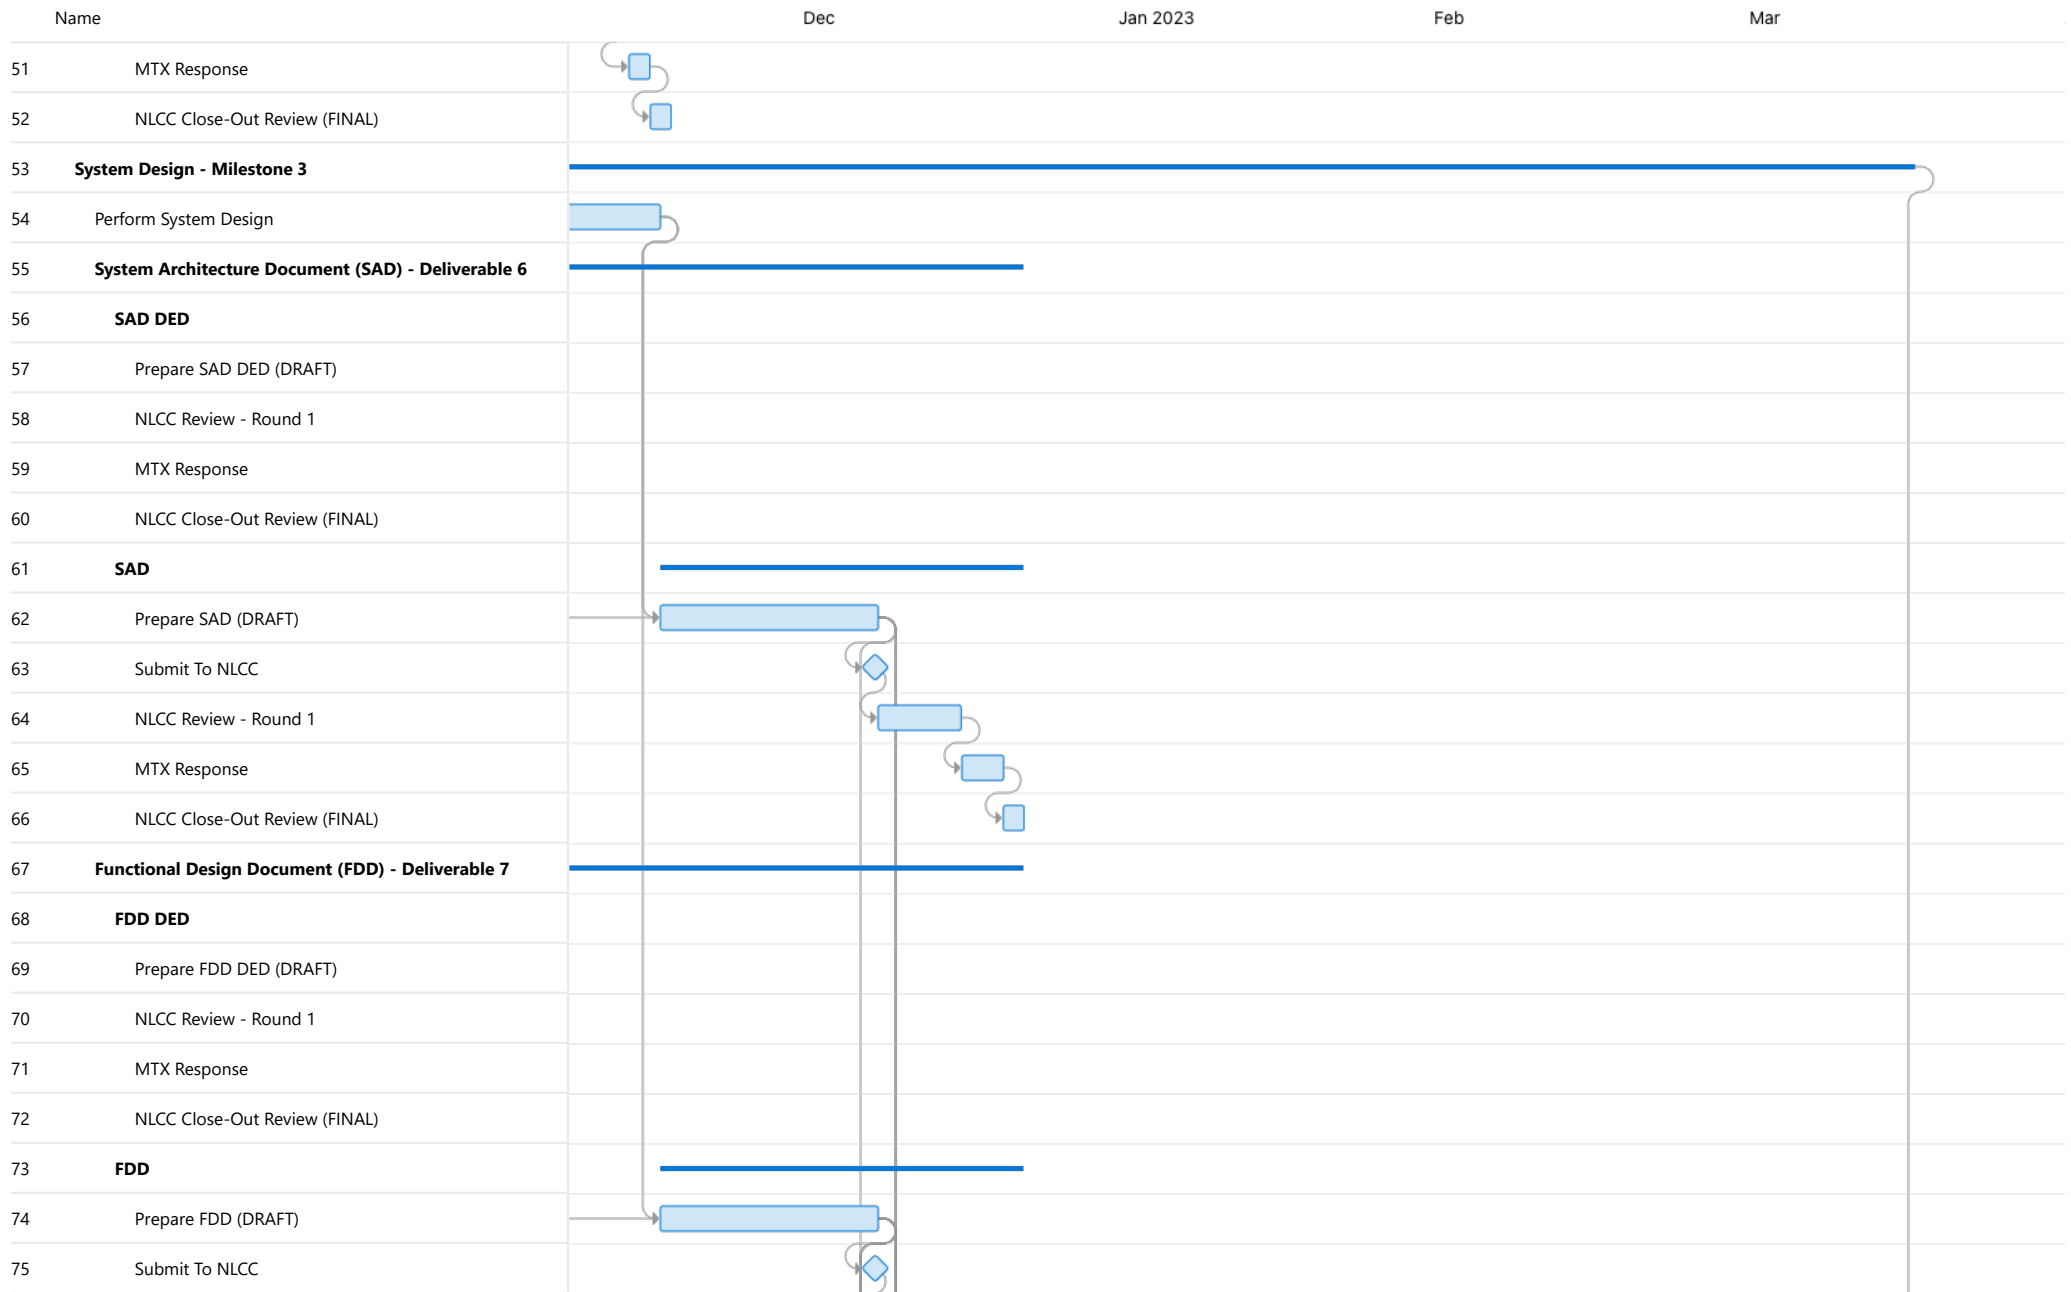 Name Dec Jan 2023 Feb Mar
51 MTX Response
52 NLCC Close-Out Review (FINAL)
53 System Design - Milestone 3
54 Perform System Design
55 System Architecture Document (SAD) - Deliverable 6
56 SAD DED
57 Prepare SAD DED (DRAFT)
58 NLCC Review - Round 1
59 MTX Response
60 NLCC Close-Out Review (FINAL)
61 SAD
62 Prepare SAD (DRAFT)
63 Submit To NLCC
64 NLCC Review - Round 1
65 MTX Response
66 NLCC Close-Out Review (FINAL)
67 Functional Design Document (FDD) - Deliverable 7
68 FDD DED
69 Prepare FDD DED (DRAFT)
70 NLCC Review - Round 1
71 MTX Response
72 NLCC Close-Out Review (FINAL)
73 FDD
74 Prepare FDD (DRAFT)
75 Submit To NLCC